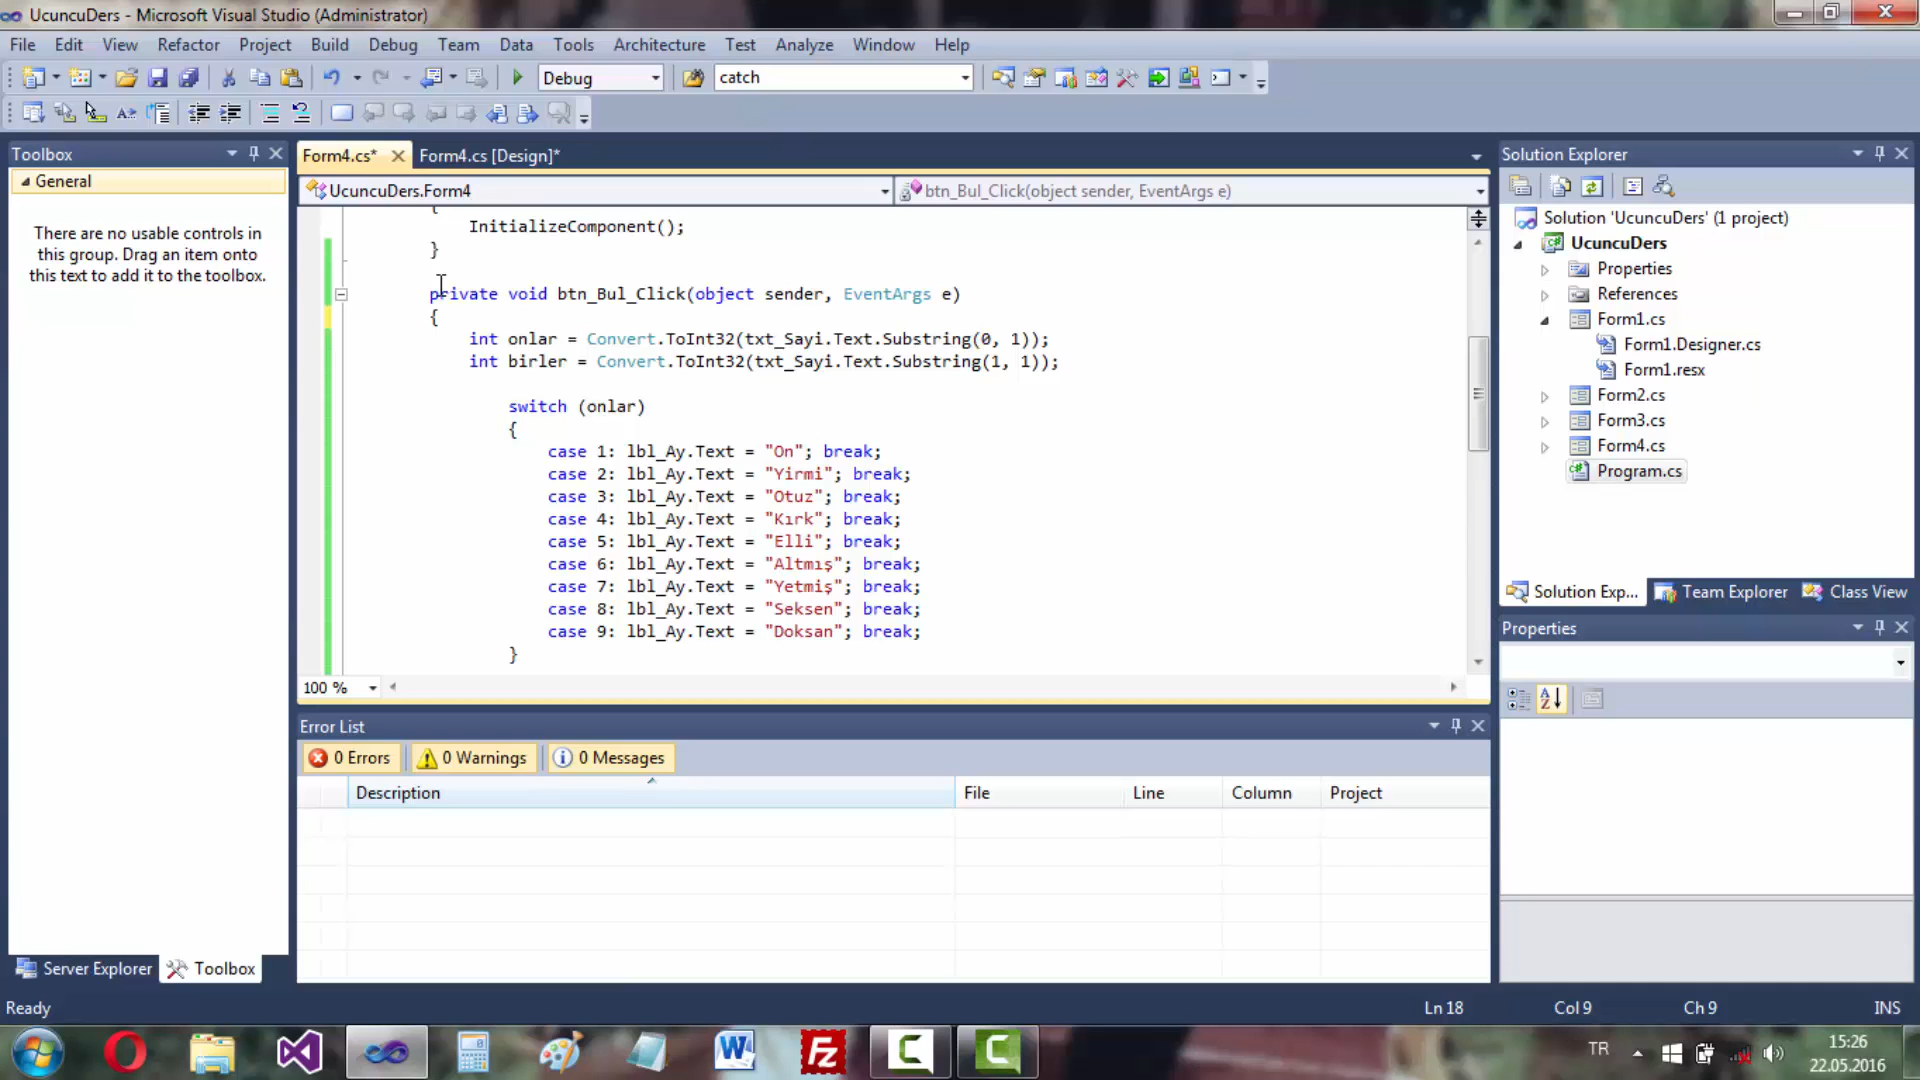 UcuncuDers - Microsoft Visual Studio (Administrator)
File Edit View Refactor Project Build Debug Team Data Tools Architecture Test Analyze Window Help
Debug catch
Toolbox
General
There are no usable controls in
this group. Drag an item onto
this text to add it to the toolbox.
Server Explorer Toolbox
Form4.cs* Form4.cs [Design]*
UcuncuDers.Form4 btn_Bul_Click(object sender, EventArgs e)
{
InitializeComponent();
}
private void btn_Bul_Click(object sender, EventArgs e)
{
int onlar = Convert.ToInt32(txt_Sayi.Text.Substring(0, 1));
int birler = Convert.ToInt32(txt_Sayi.Text.Substring(1, 1));
switch (onlar)
{
case 1: lbl_Ay.Text = "On"; break;
case 2: lbl_Ay.Text = "Yirmi"; break;
case 3: lbl_Ay.Text = "Otuz"; break;
case 4: lbl_Ay.Text = "Kırk"; break;
case 5: lbl_Ay.Text = "Elli"; break;
case 6: lbl_Ay.Text = "Altmış"; break;
case 7: lbl_Ay.Text = "Yetmiş"; break;
case 8: lbl_Ay.Text = "Seksen"; break;
case 9: lbl_Ay.Text = "Doksan"; break;
}
100 %
Error List
0 Errors 0 Warnings 0 Messages
Description File Line Column Project
Solution Explorer
Solution 'UcuncuDers' (1 project)
UcuncuDers
Properties
References
Form1.cs
Form1.Designer.cs
Form1.resx
Form2.cs
Form3.cs
Form4.cs
Program.cs
Solution Exp... Team Explorer Class View
Properties
Ready Ln 18 Col 9 Ch 9 INS
TR
15:26
22.05.2016